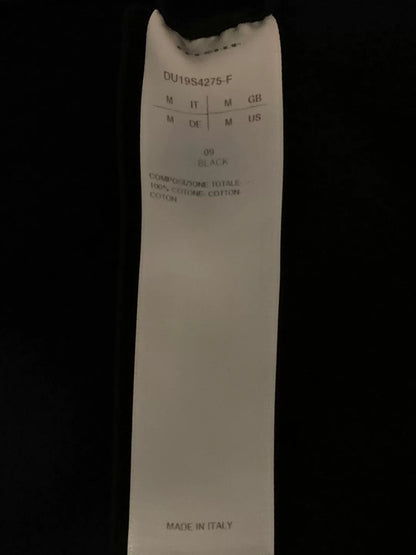 DU19S4275-F
M IT M GB
M DE M US
09
BLACK
COMPOSIZIONE TOTALE-
100% COTONE- COTTON-
COTON
MADE IN ITALY